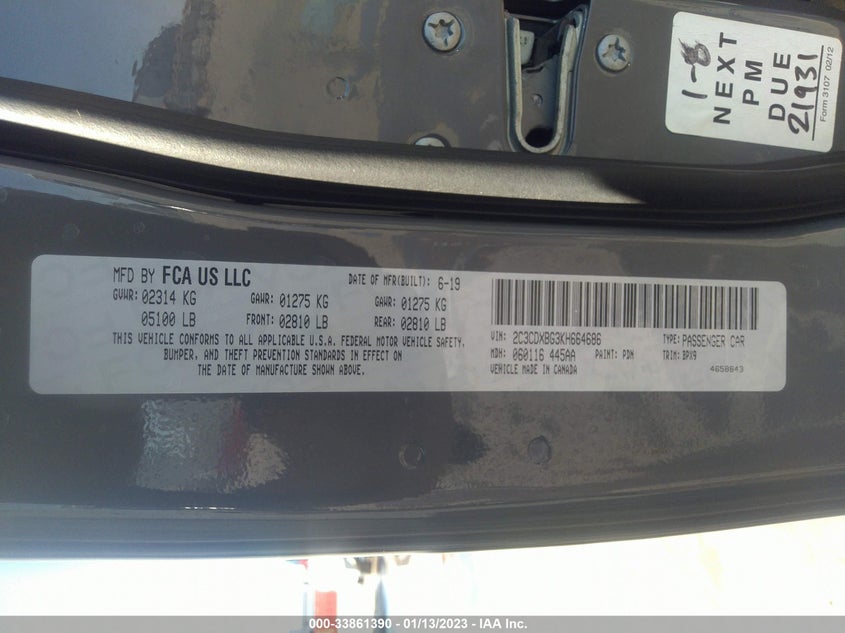 1-8
NEXT
PM
DUE
21931
Form 3107 02/12
MFD BY FCA US LLC
DATE OF MFR(BUILT): 6-19
GVWR: 02314 KG
GAWR: 01275 KG
GAWR: 01275 KG
05100 LB
FRONT: 02810 LB
REAR: 02810 LB
THIS VEHICLE CONFORMS TO ALL APPLICABLE U.S.A. FEDERAL MOTOR VEHICLE SAFETY,
BUMPER, AND THEFT PREVENTION STANDARDS IN EFFECT ON
THE DATE OF MANUFACTURE SHOWN ABOVE.
VIN: 2C3CDXBG3KH664686
TYPE: PASSENGER CAR
MDH: 060116 445AA
PAINT: PDN
TRIM: BPX9
VEHICLE MADE IN CANADA
4658643
000-33861390 - 01/13/2023 - IAA Inc.